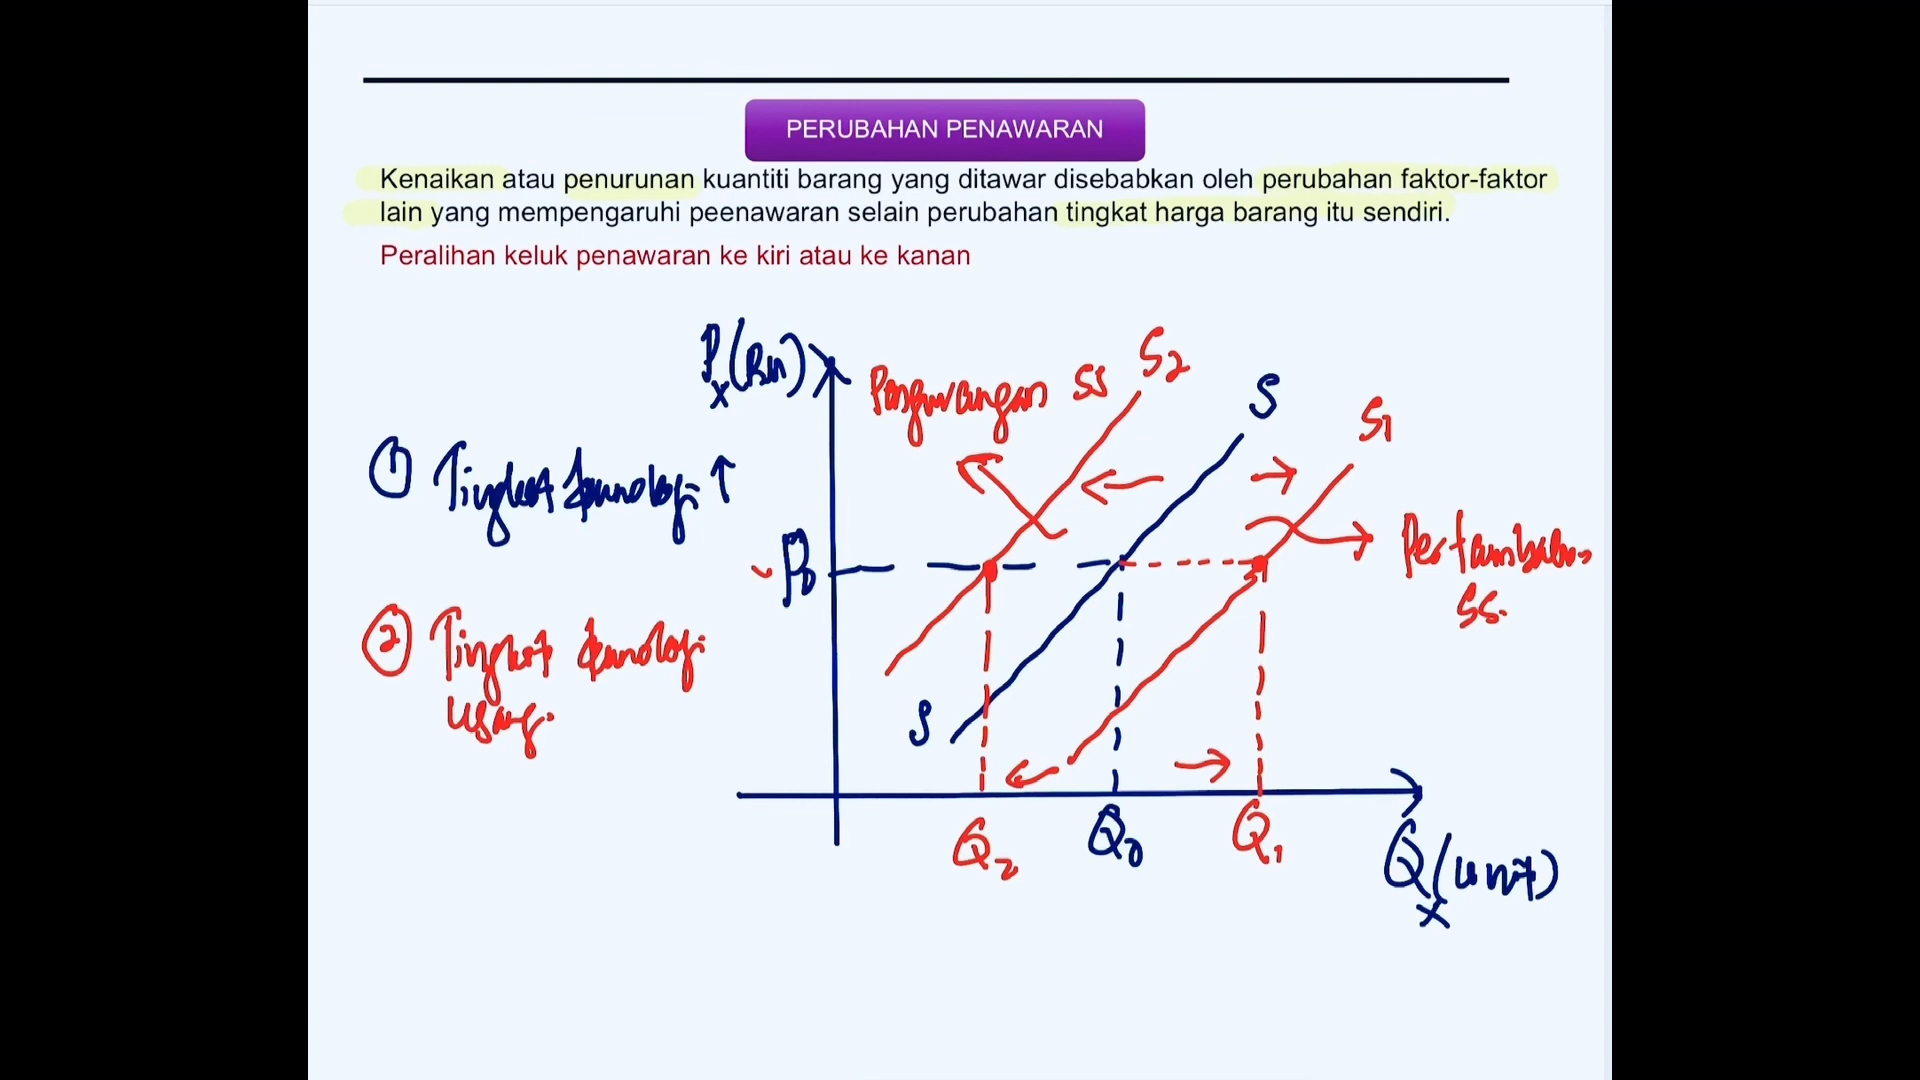 PERUBAHAN PENAWARAN
Kenaikan atau penurunan kuantiti barang yang ditawar disebabkan oleh perubahan faktor-faktor
lain yang mempengaruhi peenawaran selain perubahan tingkat harga barang itu sendiri.
Peralihan keluk penawaran ke kiri atau ke kanan
Px (RM)
Pengurangan SS
S2
S
S1
① Tingkat teknologi ↑
P0
Pertambahan
SS.
② Tingkat teknologi
usang.
S
Q2
Q0
Q1
Qx (unit)